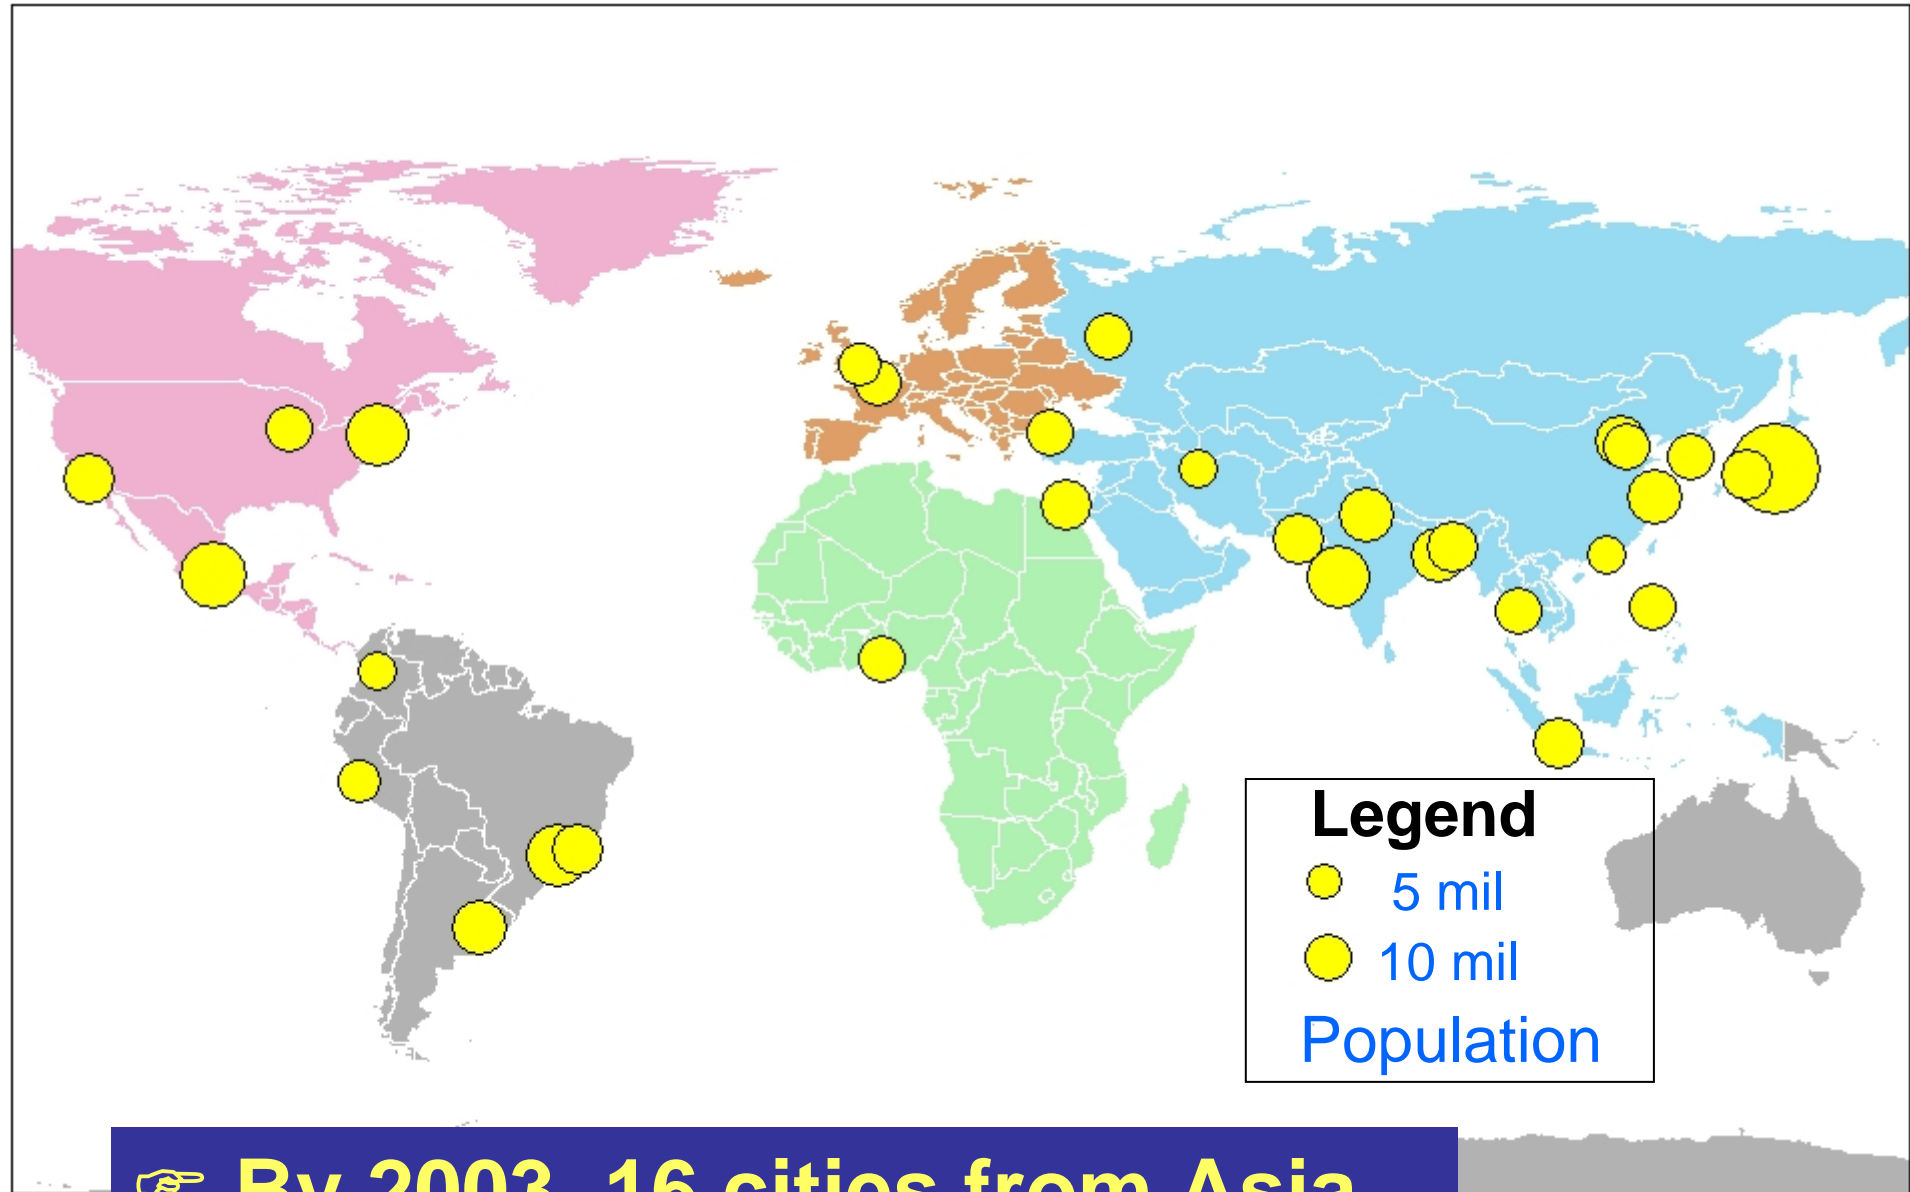 Legend
5 mil
10 mil
Population
☞ By 2003, 16 cities from Asia